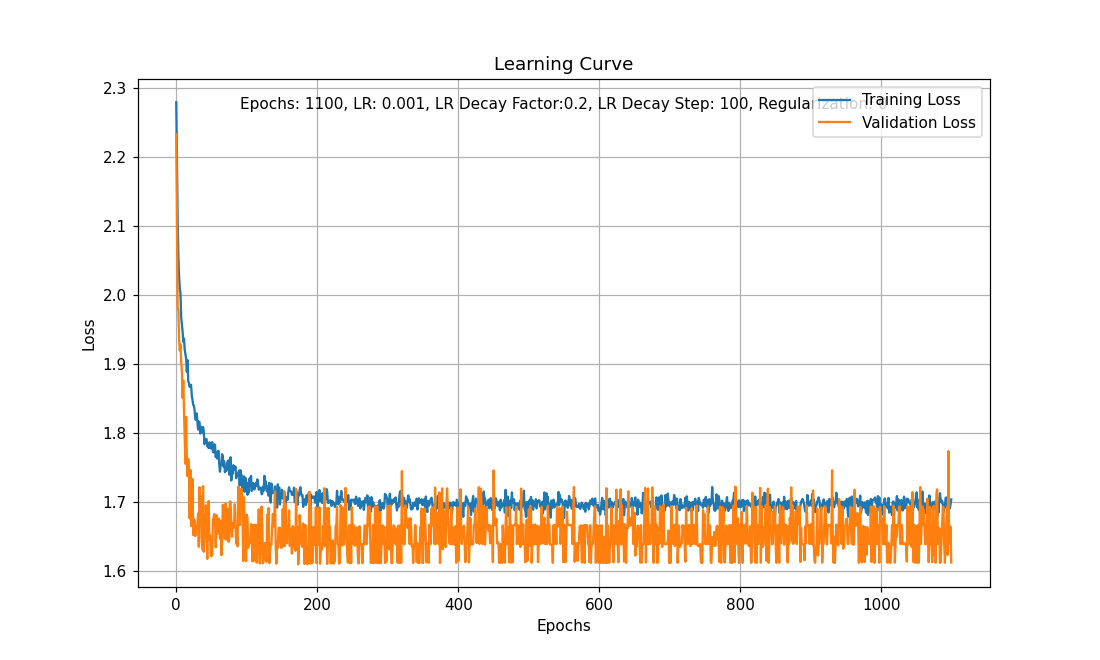 Learning Curve
Epochs: 1100, LR: 0.001, LR Decay Factor:0.2, LR Decay Step: 100, Regularization: 0
Training Loss
Validation Loss
2.3
2.2
2.1
2.0
1.9
1.8
1.7
1.6
Loss
0 200 400 600 800 1000
Epochs